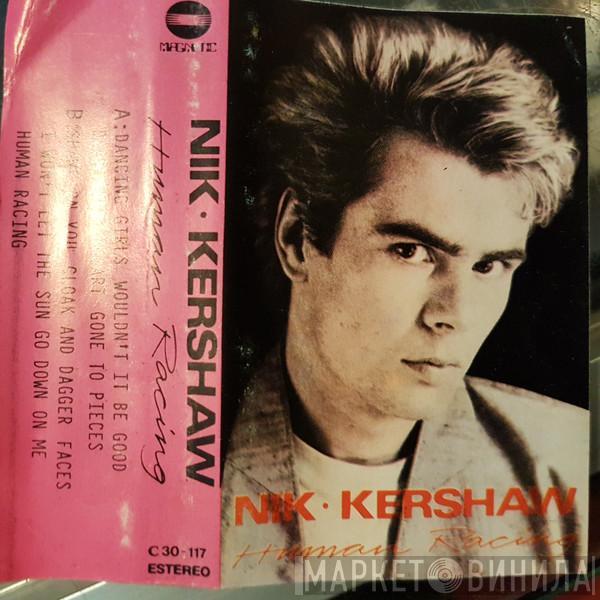 MAGNETIC
NIK·KERSHAW
Human Racing
A:DANCING GIRLS WOULDN'T IT BE GOOD
GONE TO PIECES
B: YOU CLOAK AND DAGGER FACES
I WON'T LET THE SUN GO DOWN ON ME
HUMAN RACING
C 30-117
ESTEREO
NIK·KERSHAW
Human Racing
МАРКЕТ ВИНИЛА